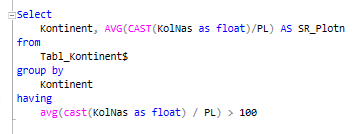 Select
Kontinent, AVG(CAST(KolNas as float)/PL) AS SR_Plotn
from
Tabl_Kontinent$
group by
Kontinent
having
avg(cast(KolNas as float) / PL) > 100